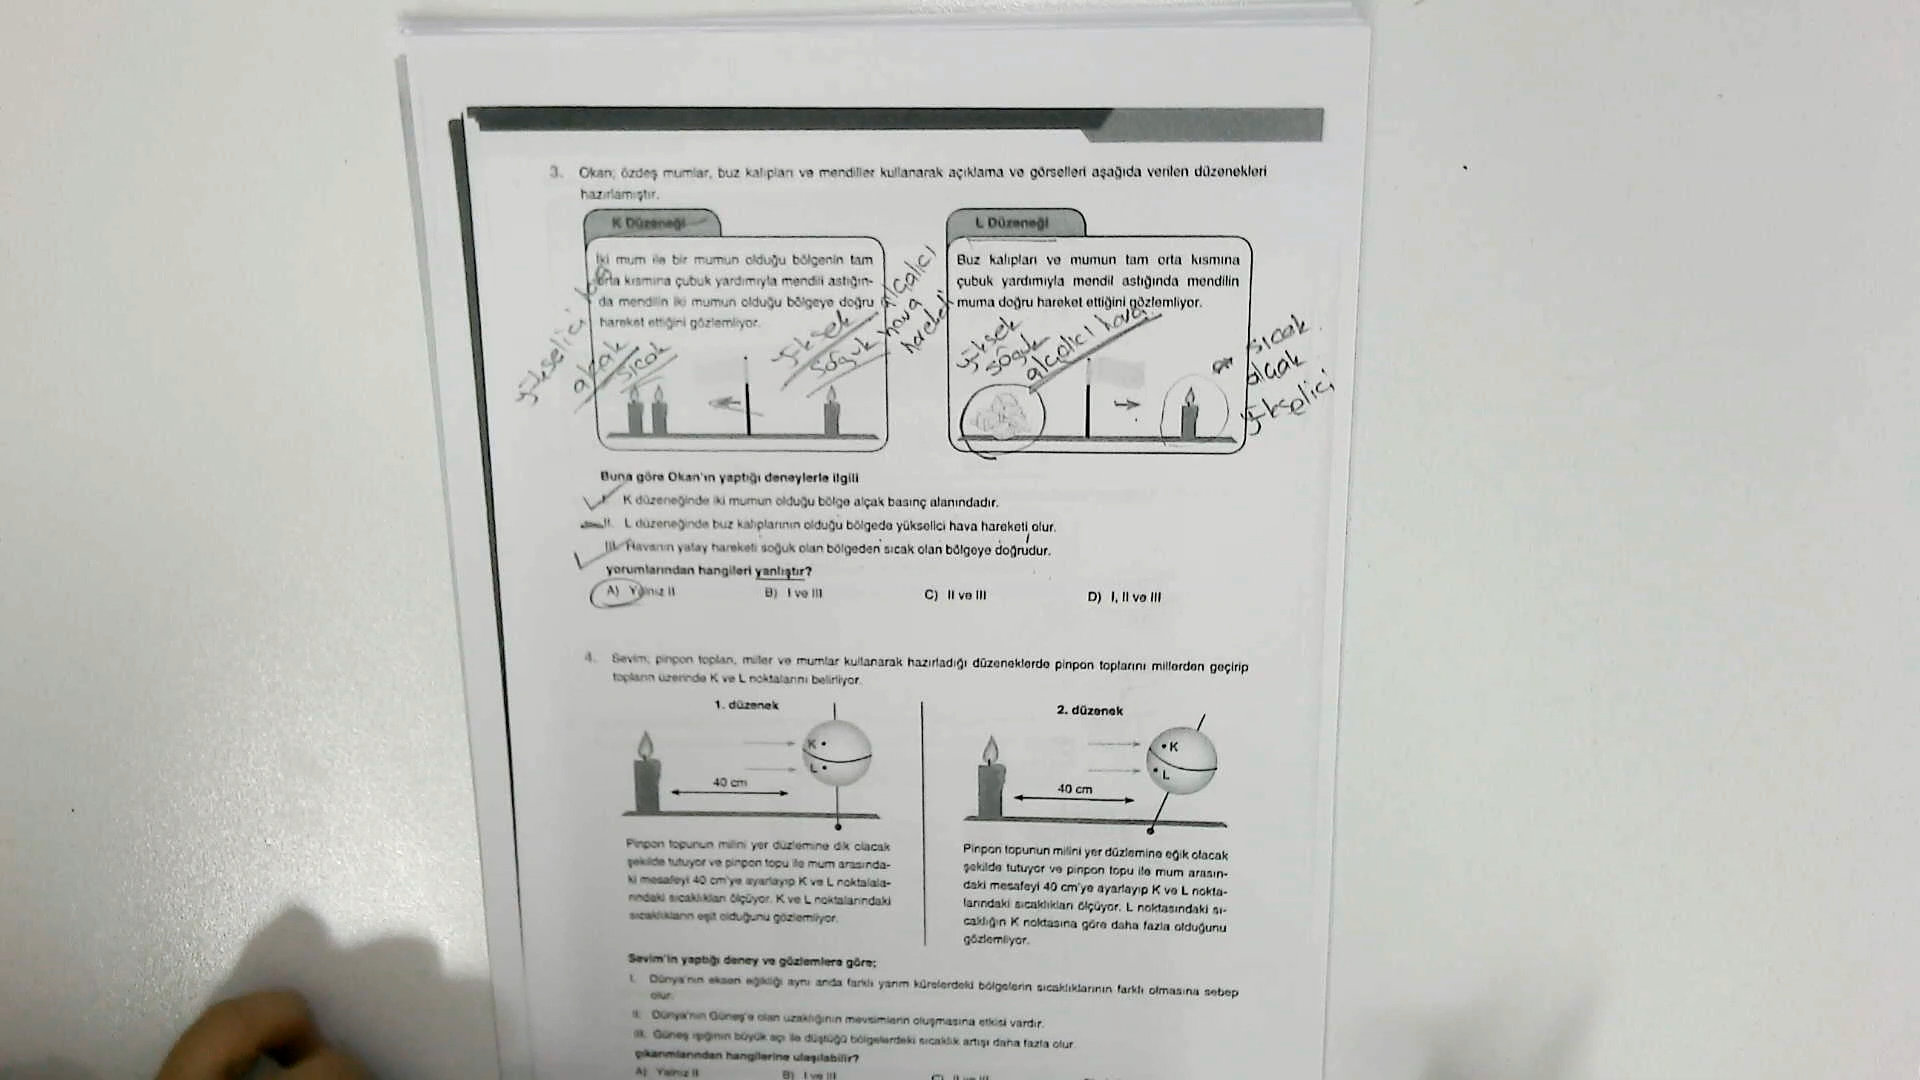 3. Okan; özdeş mumlar, buz kalıpları ve mendiller kullanarak açıklama ve görselleri aşağıda verilen düzenekleri
hazırlamıştır.
K Düzeneği
İki mum ile bir mumun olduğu bölgenin tam
orta kısmına çubuk yardımıyla mendili astığın-
da mendilin iki mumun olduğu bölgeye doğru
hareket ettiğini gözlemliyor.
yükselici
alçak
sıcak
yüksek
soğuk
alçalıcı
hava
hareketi
L Düzeneği
Buz kalıpları ve mumun tam orta kısmına
çubuk yardımıyla mendil astığında mendilin
muma doğru hareket ettiğini gözlemliyor.
yüksek
soğuk
alçalıcı hava
sıcak
alçak
yükselici
Buna göre Okan'ın yaptığı deneylerle ilgili
I. K düzeneğinde iki mumun olduğu bölge alçak basınç alanındadır.
II. L düzeneğinde buz kalıplarının olduğu bölgede yükselici hava hareketi olur.
III. Havanın yatay hareketi soğuk olan bölgeden sıcak olan bölgeye doğrudur.
yorumlarından hangileri yanlıştır?
A) Yalnız II B) I ve III C) II ve III D) I, II ve III
4. Sevim; pinpon topları, miller ve mumlar kullanarak hazırladığı düzeneklerde pinpon toplarını millerden geçirip
topların üzerinde K ve L noktalarını belirliyor.
1. düzenek
K
L
40 cm
Pinpon topunun milini yer düzlemine dik olacak
şekilde tutuyor ve pinpon topu ile mum arasında-
ki mesafeyi 40 cm'ye ayarlayıp K ve L noktalala-
rındaki sıcaklıkları ölçüyor. K ve L noktalarındaki
sıcaklıkların eşit olduğunu gözlemliyor.
2. düzenek
K
L
40 cm
Pinpon topunun milini yer düzlemine eğik olacak
şekilde tutuyor ve pinpon topu ile mum arasın-
daki mesafeyi 40 cm'ye ayarlayıp K ve L nokta-
larındaki sıcaklıkları ölçüyor. L noktasındaki sı-
caklığın K noktasına göre daha fazla olduğunu
gözlemliyor.
Sevim'in yaptığı deney ve gözlemlere göre;
I. Dünya'nın eksen eğikliği aynı anda farklı yarım kürelerdeki bölgelerin sıcaklıklarının farklı olmasına sebep
olur.
II. Dünya'nın Güneş'e olan uzaklığının mevsimlerin oluşmasına etkisi vardır.
III. Güneş ışığının büyük açı ile düştüğü bölgelerdeki sıcaklık artışı daha fazla olur.
çıkarımlarından hangilerine ulaşılabilir?
A) Yalnız II B) I ve III C) II ve III